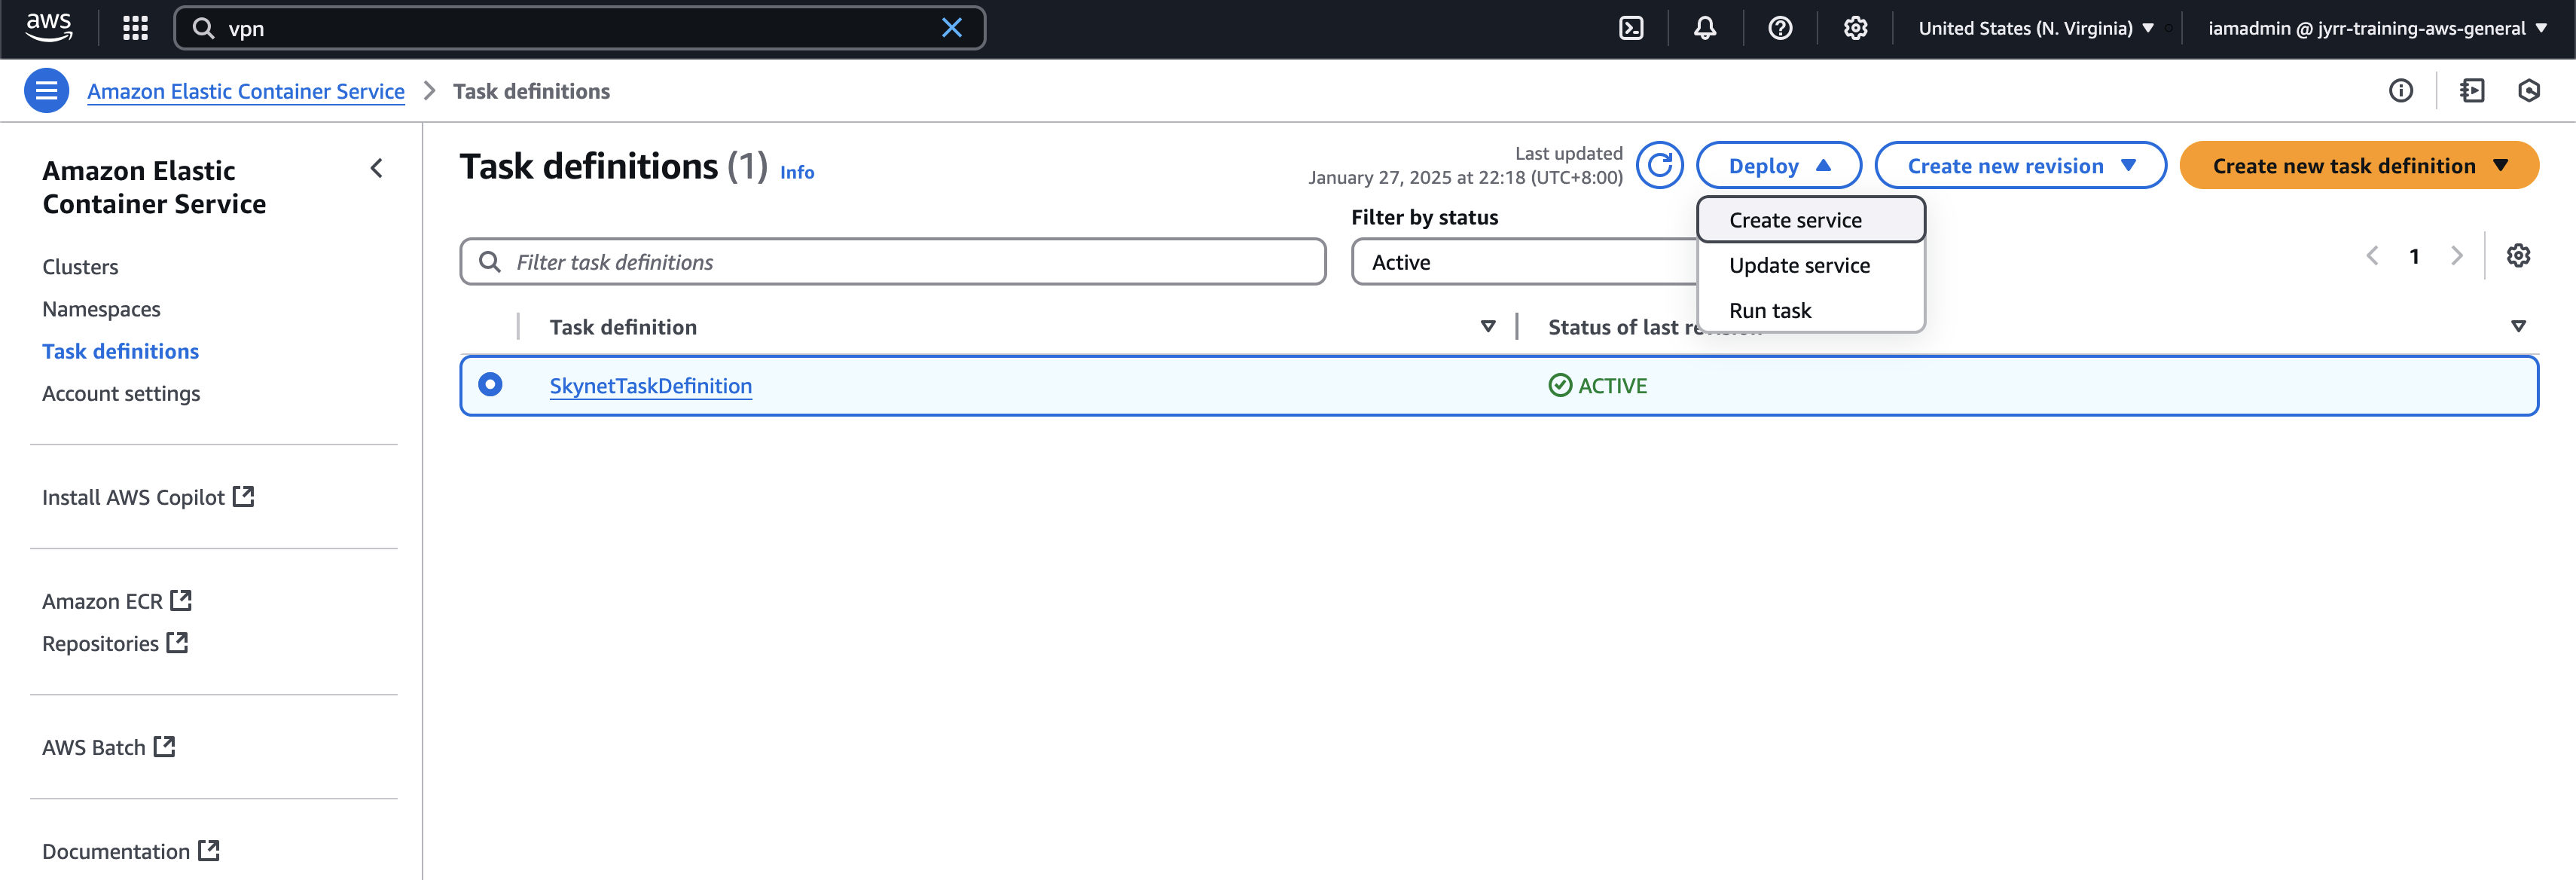 aws
vpn
United States (N. Virginia)
iamadmin @ jyrr-training-aws-general
Amazon Elastic Container Service
Task definitions
Amazon Elastic
Container Service
Clusters
Namespaces
Task definitions
Account settings
Install AWS Copilot
Amazon ECR
Repositories
AWS Batch
Documentation
Task definitions (1)
Info
Last updated
January 27, 2025 at 22:18 (UTC+8:00)
Deploy
Create new revision
Create new task definition
Create service
Update service
Run task
Filter by status
Filter task definitions
Active
1
Task definition
Status of last revision
SkynetTaskDefinition
ACTIVE